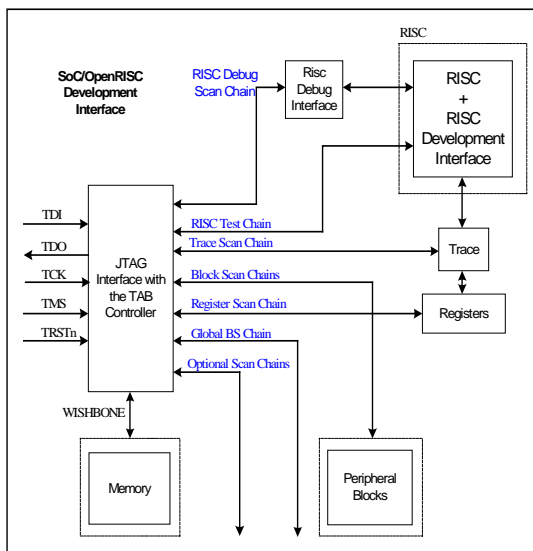 RISC
SoC/OpenRISC
Development
Interface
RISC Debug
Scan Chain
Risc
Debug
Interface
RISC
+
RISC
Development
Interface
TDI
TDO
TCK
TMS
TRSTn
JTAG
Interface with
the TAB
Controller
RISC Test Chain
Trace Scan Chain
Block Scan Chains
Register Scan Chain
Global BS Chain
Optional Scan Chains
Trace
Registers
WISHBONE
Memory
Peripheral
Blocks